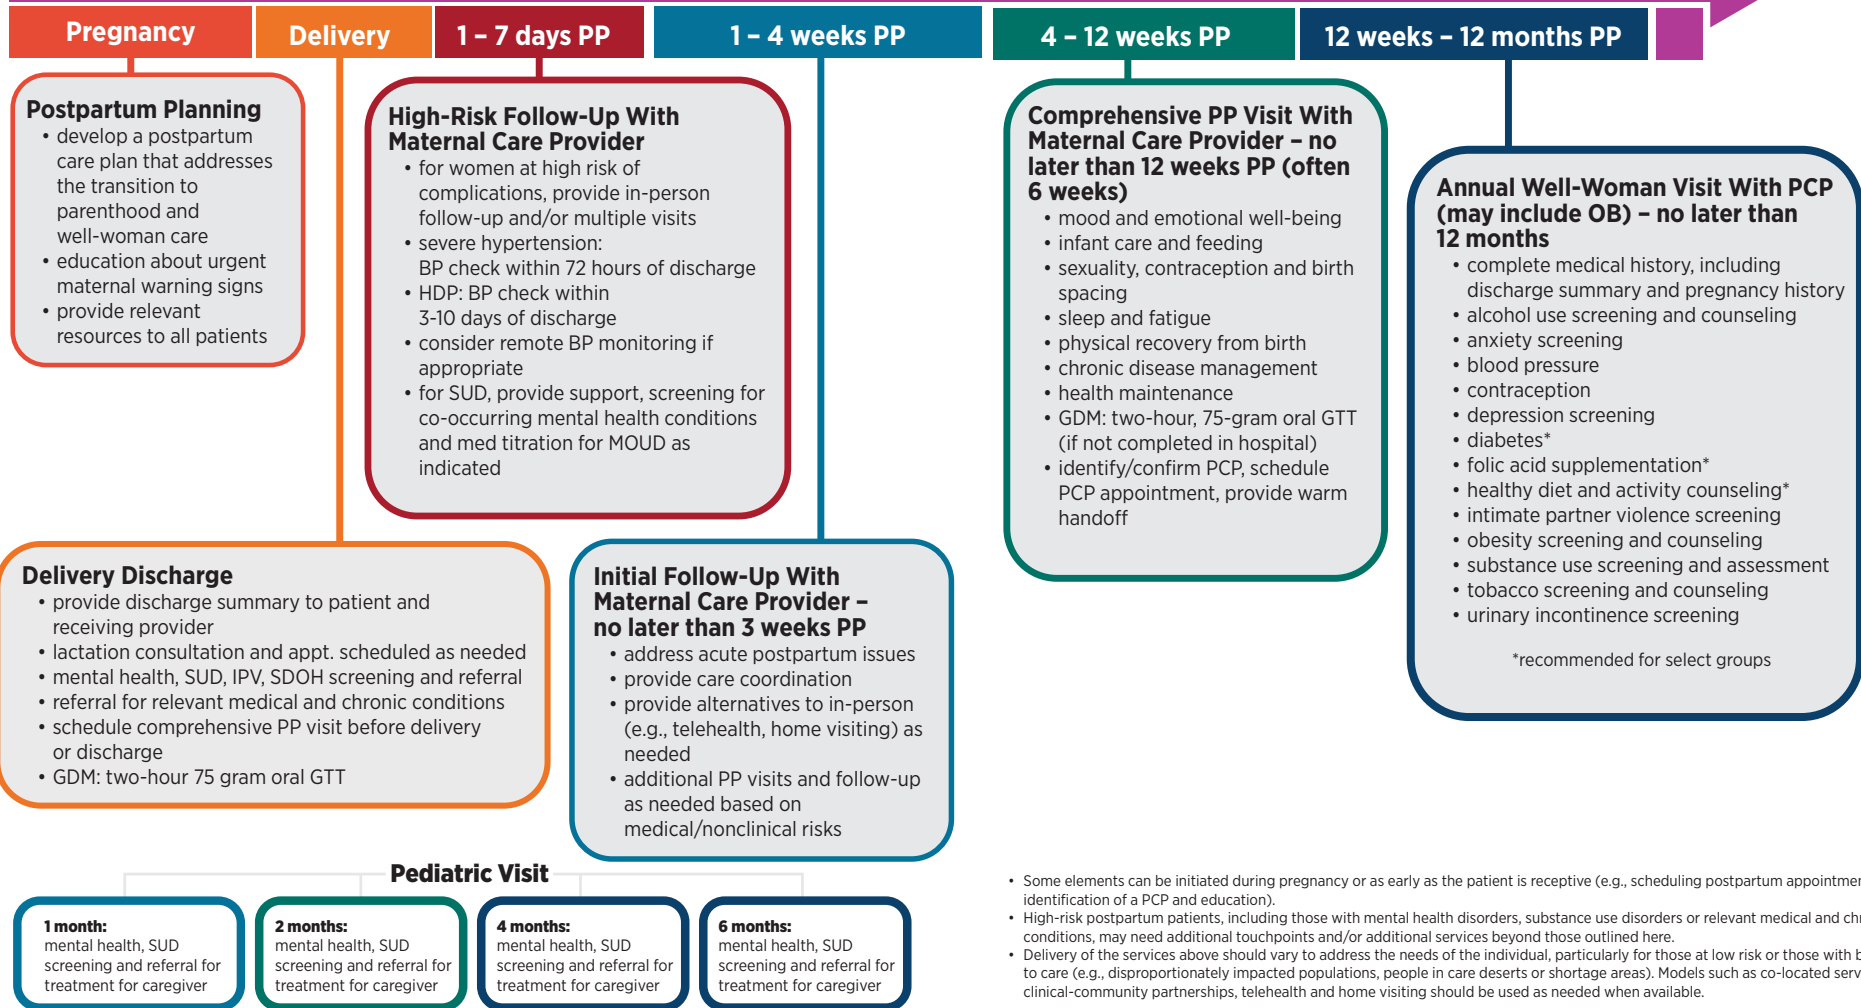 Pregnancy
Delivery
1 – 7 days PP
1 – 4 weeks PP
4 – 12 weeks PP
12 weeks – 12 months PP
Postpartum Planning
• develop a postpartum
care plan that addresses
the transition to
parenthood and
well-woman care
• education about urgent
maternal warning signs
• provide relevant
resources to all patients
High-Risk Follow-Up With
Maternal Care Provider
• for women at high risk of
complications, provide in-person
follow-up and/or multiple visits
• severe hypertension:
BP check within 72 hours of discharge
• HDP: BP check within
3-10 days of discharge
• consider remote BP monitoring if
appropriate
• for SUD, provide support, screening for
co-occurring mental health conditions
and med titration for MOUD as
indicated
Comprehensive PP Visit With
Maternal Care Provider – no
later than 12 weeks PP (often
6 weeks)
• mood and emotional well-being
• infant care and feeding
• sexuality, contraception and birth
spacing
• sleep and fatigue
• physical recovery from birth
• chronic disease management
• health maintenance
• GDM: two-hour, 75-gram oral GTT
(if not completed in hospital)
• identify/confirm PCP, schedule
PCP appointment, provide warm
handoff
Annual Well-Woman Visit With PCP
(may include OB) – no later than
12 months
• complete medical history, including
discharge summary and pregnancy history
• alcohol use screening and counseling
• anxiety screening
• blood pressure
• contraception
• depression screening
• diabetes*
• folic acid supplementation*
• healthy diet and activity counseling*
• intimate partner violence screening
• obesity screening and counseling
• substance use screening and assessment
• tobacco screening and counseling
• urinary incontinence screening
*recommended for select groups
Delivery Discharge
• provide discharge summary to patient and
receiving provider
• lactation consultation and appt. scheduled as needed
• mental health, SUD, IPV, SDOH screening and referral
• referral for relevant medical and chronic conditions
• schedule comprehensive PP visit before delivery
or discharge
• GDM: two-hour 75 gram oral GTT
Initial Follow-Up With
Maternal Care Provider –
no later than 3 weeks PP
• address acute postpartum issues
• provide care coordination
• provide alternatives to in-person
(e.g., telehealth, home visiting) as
needed
• additional PP visits and follow-up
as needed based on
medical/nonclinical risks
Pediatric Visit
1 month:
mental health, SUD
screening and referral for
treatment for caregiver
2 months:
mental health, SUD
screening and referral for
treatment for caregiver
4 months:
mental health, SUD
screening and referral for
treatment for caregiver
6 months:
mental health, SUD
screening and referral for
treatment for caregiver
• Some elements can be initiated during pregnancy or as early as the patient is receptive (e.g., scheduling postpartum
identification of a PCP and education).
• High-risk postpartum patients, including those with mental health disorders, substance use disorders or relevant medical and
conditions, may need additional touchpoints and/or additional services beyond those outlined here.
• Delivery of the services above should vary to address the needs of the individual, particularly for those at low risk or those with
to care (e.g., disproportionately impacted populations, people in care deserts or shortage areas). Models such as co-located
clinical-community partnerships, telehealth and home visiting should be used as needed when available.